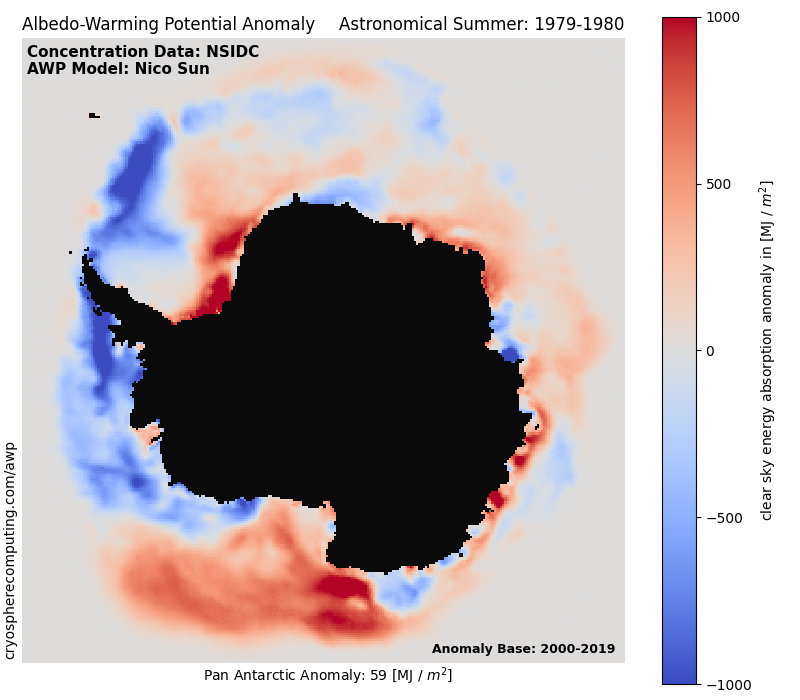 Albedo-Warming Potential Anomaly Astronomical Summer: 1979-1980
Concentration Data: NSIDC
AWP Model: Nico Sun
cryospherecomputing.com/awp
Anomaly Base: 2000-2019
Pan Antarctic Anomaly: 59 [MJ / m²]
1000
500
0
−500
−1000
clear sky energy absorption anomaly in [MJ / m²]